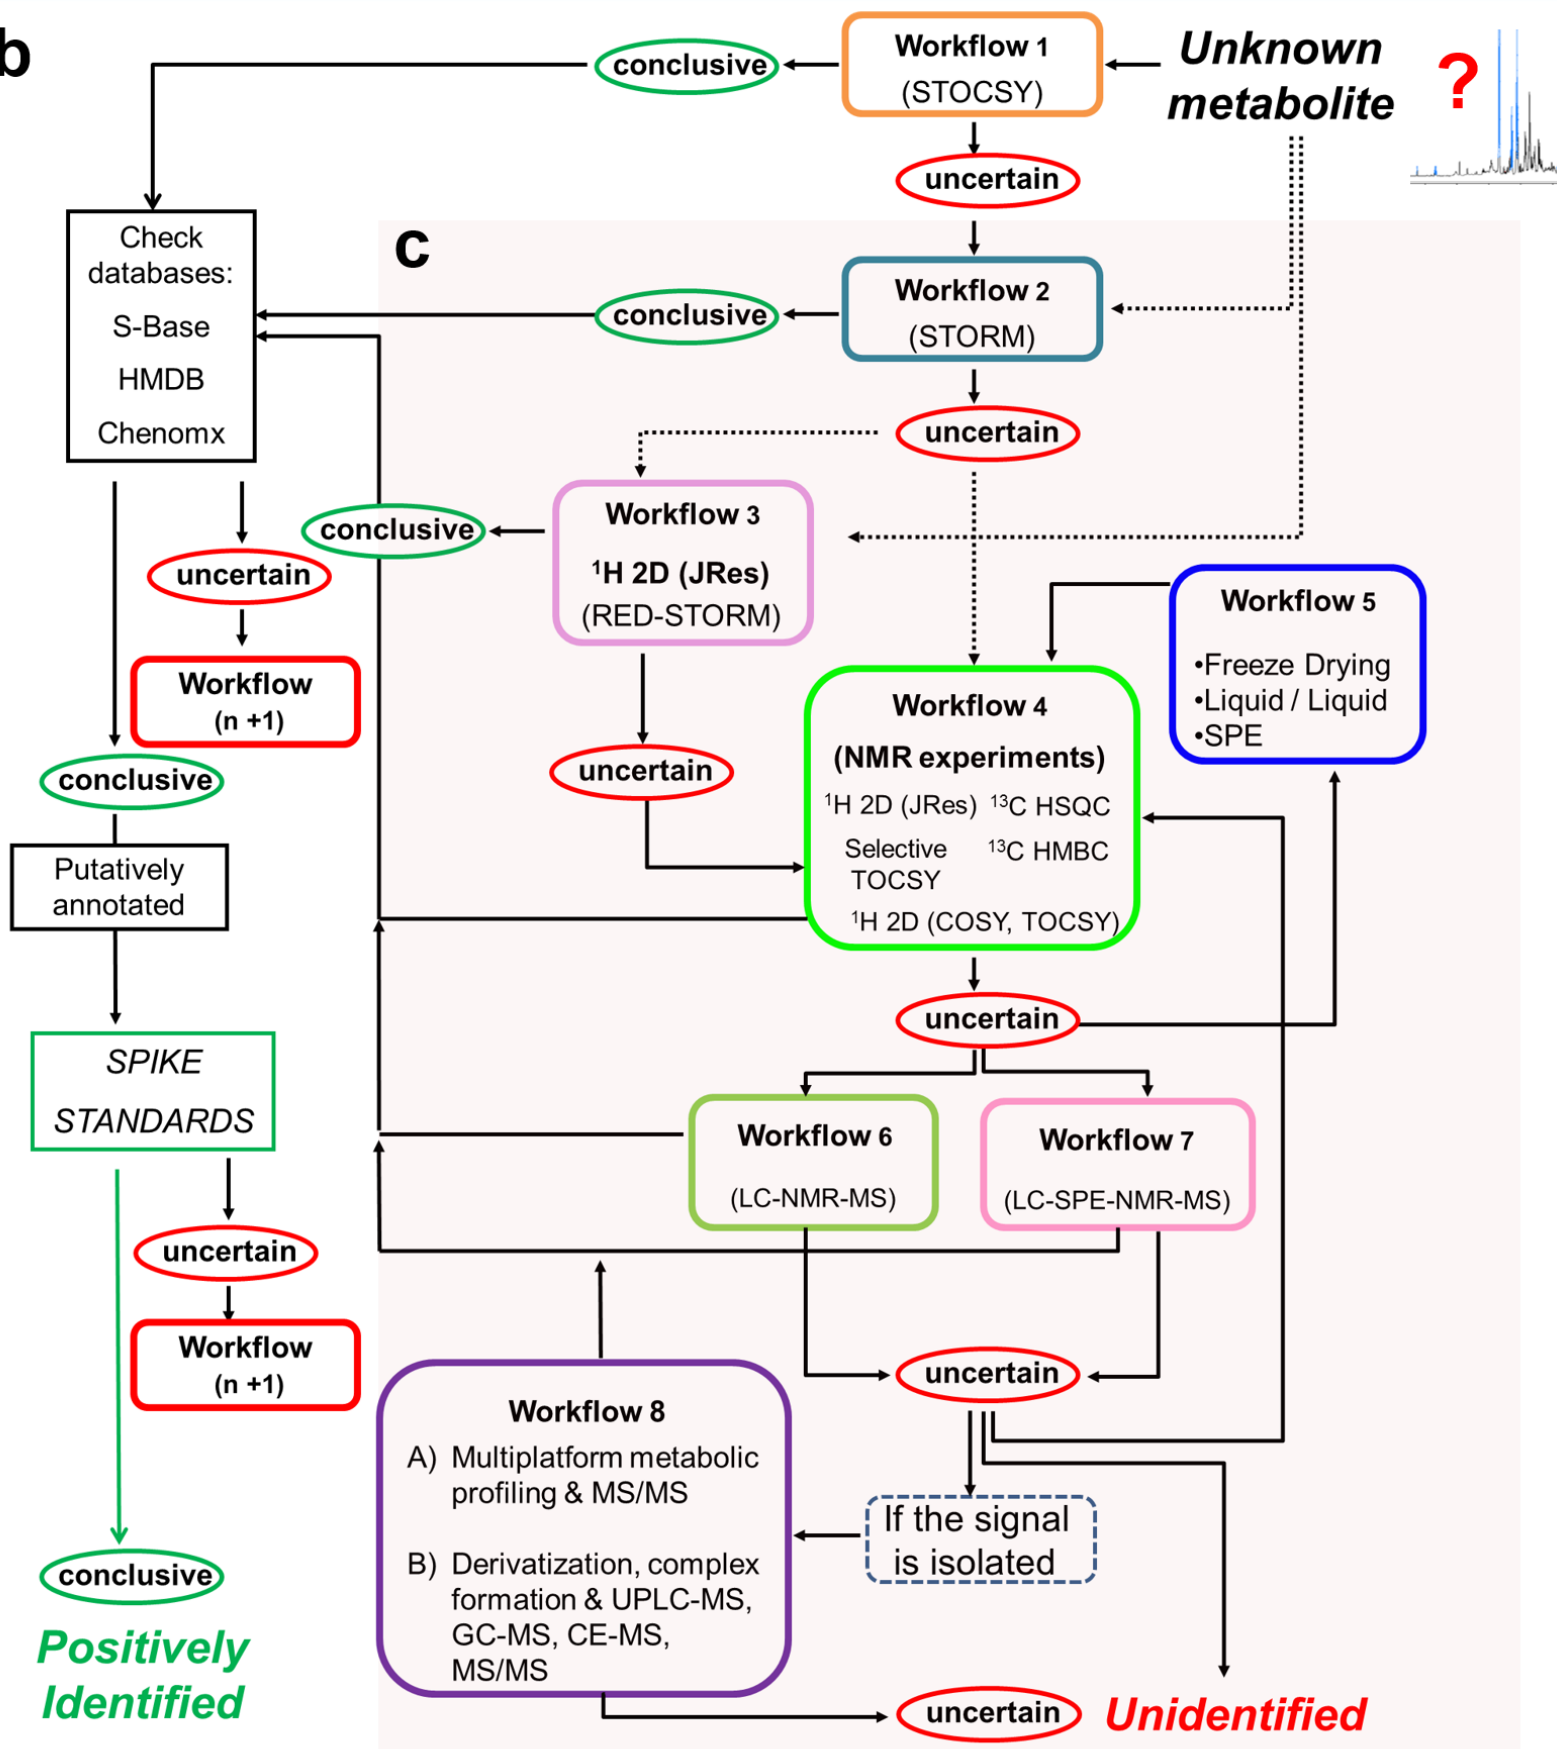 b
Workflow 1
(STOCSY)
conclusive
Unknown
metabolite
?
uncertain
c
Check
databases:
S-Base
HMDB
Chenomx
Workflow 2
(STORM)
conclusive
uncertain
Workflow 3
¹H 2D (JRes)
(RED-STORM)
conclusive
uncertain
Workflow
(n +1)
conclusive
Putatively
annotated
uncertain
Workflow 4
(NMR experiments)
¹H 2D (JRes) ¹³C HSQC
Selective
TOCSY
¹³C HMBC
¹H 2D (COSY, TOCSY)
Workflow 5
•Freeze Drying
•Liquid / Liquid
•SPE
uncertain
SPIKE
STANDARDS
uncertain
Workflow
(n +1)
Workflow 6
(LC-NMR-MS)
Workflow 7
(LC-SPE-NMR-MS)
uncertain
Workflow 8
A) Multiplatform metabolic
profiling & MS/MS
B) Derivatization, complex
formation & UPLC-MS,
GC-MS, CE-MS,
MS/MS
If the signal
is isolated
conclusive
Positively
Identified
uncertain
Unidentified